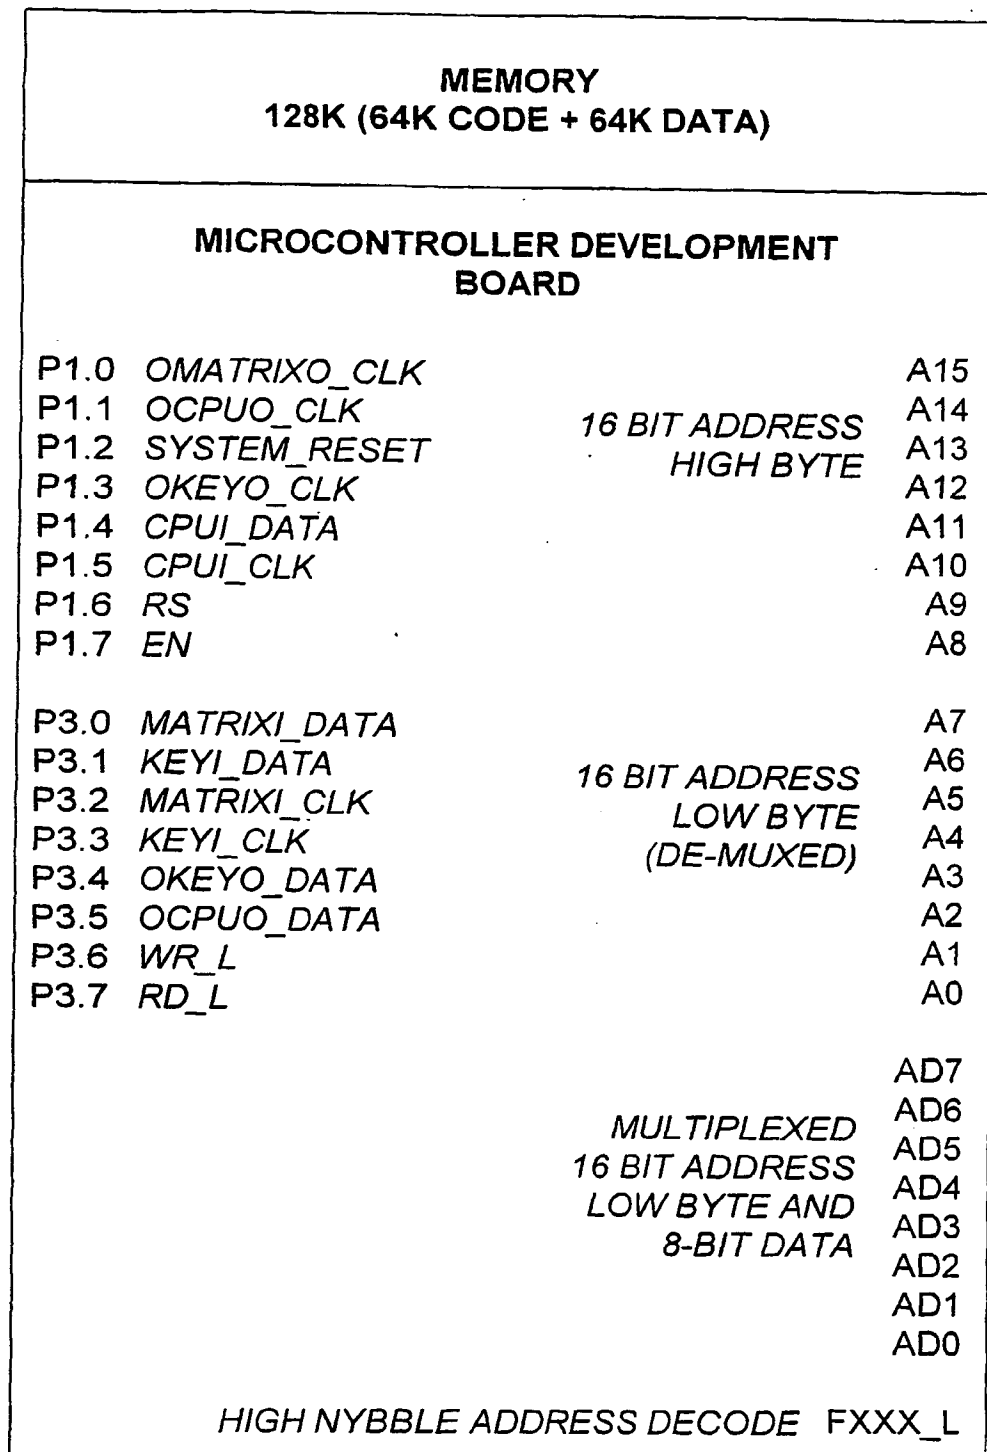 MEMORY
128K (64K CODE + 64K DATA)
MICROCONTROLLER DEVELOPMENT
BOARD
P1.0 OMATRIXO_CLK
P1.1 OCPUO_CLK
P1.2 SYSTEM_RESET
P1.3 OKEYO_CLK
P1.4 CPUI_DATA
P1.5 CPUI_CLK
P1.6 RS
P1.7 EN
16 BIT ADDRESS
HIGH BYTE
A15
A14
A13
A12
A11
A10
A9
A8
P3.0 MATRIXI_DATA
P3.1 KEYI_DATA
P3.2 MATRIXI_CLK
P3.3 KEYI_CLK
P3.4 OKEYO_DATA
P3.5 OCPUO_DATA
P3.6 WR_L
P3.7 RD_L
16 BIT ADDRESS
LOW BYTE
(DE-MUXED)
A7
A6
A5
A4
A3
A2
A1
A0
MULTIPLEXED
16 BIT ADDRESS
LOW BYTE AND
8-BIT DATA
AD7
AD6
AD5
AD4
AD3
AD2
AD1
AD0
HIGH NYBBLE ADDRESS DECODE FXXX_L